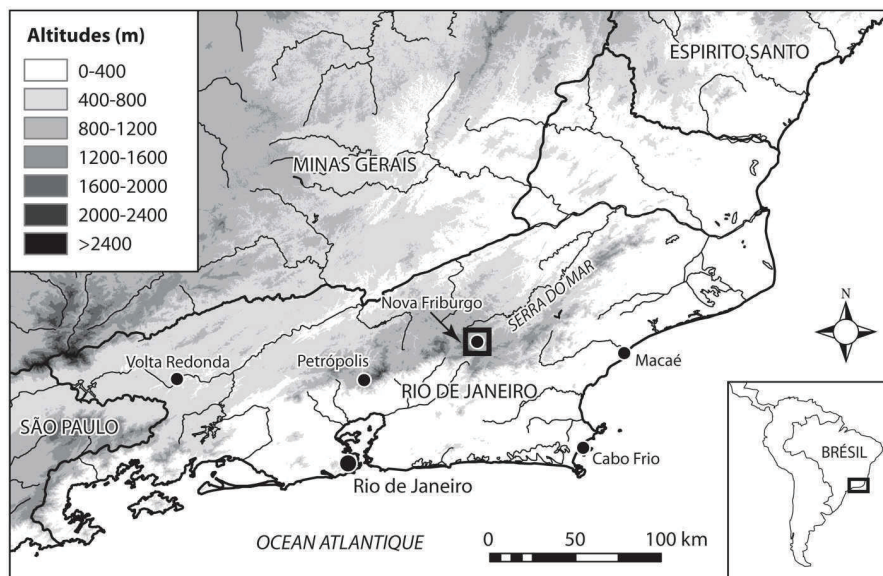 Altitudes (m)
0-400
400-800
800-1200
1200-1600
1600-2000
2000-2400
>2400
ESPIRITO SANTO
MINAS GERAIS
SERRA DO MAR
Nova Friburgo
N
Volta Redonda
Petrópolis
Macaé
RIO DE JANEIRO
SÃO PAULO
Cabo Frio
BRÉSIL
Rio de Janeiro
OCEAN ATLANTIQUE
0 50 100 km